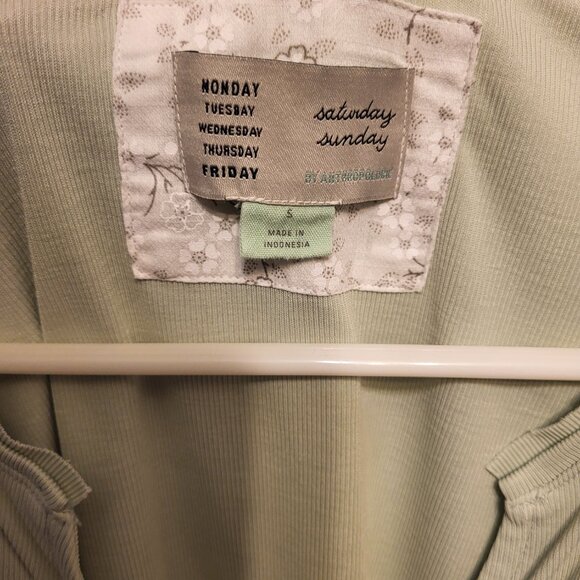 MONDAY
TUESDAY
WEDNESDAY
THURSDAY
FRIDAY
saturday
sunday
BY ANTHROPOLOGIE
S
MADE IN
INDONESIA